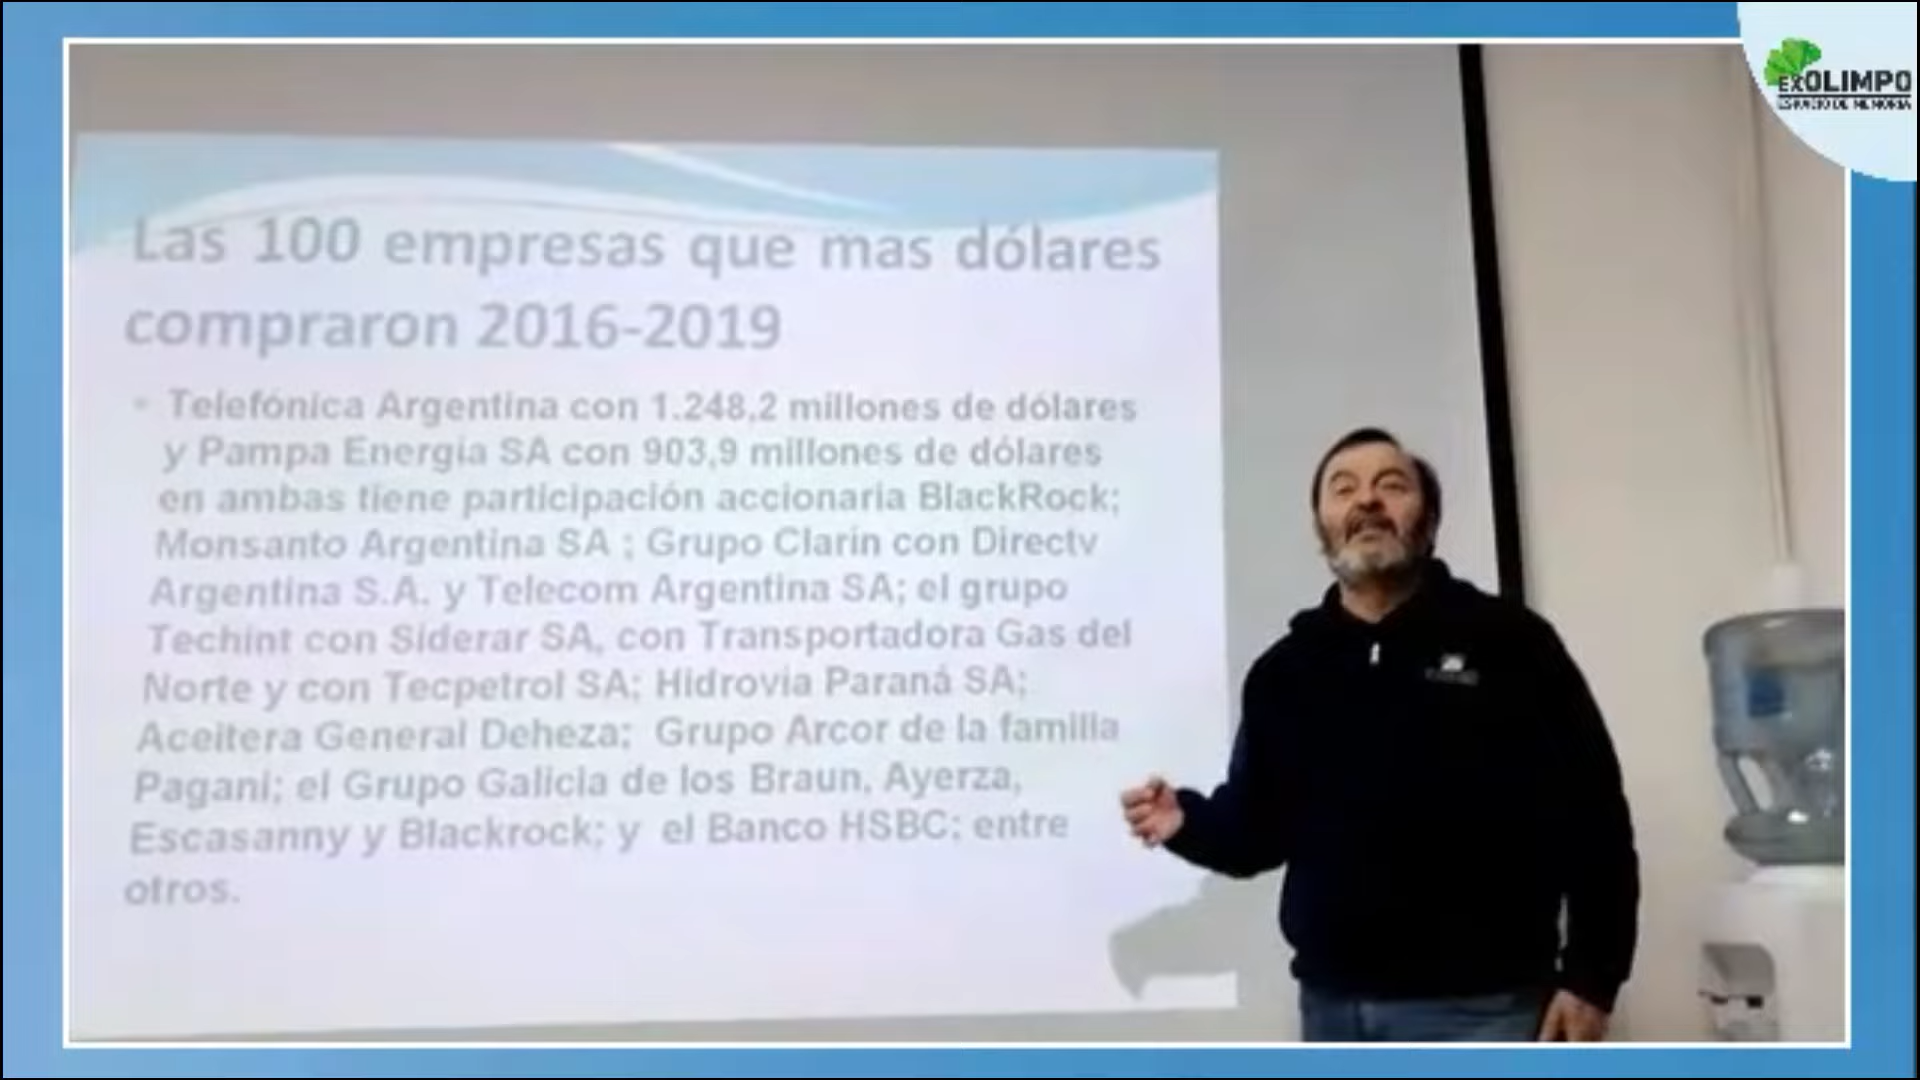 Las 100 empresas que mas dólares
compraron 2016-2019
• Telefónica Argentina con 1.248,2 millones de dólares
y Pampa Energia SA con 903,9 millones de dólares
en ambas tiene participación accionaria BlackRock;
Monsanto Argentina SA ; Grupo Clarín con Directv
Argentina S.A. y Telecom Argentina SA; el grupo
Techint con Siderar SA, con Transportadora Gas del
Norte y con Tecpetrol SA; Hidrovia Paraná SA;
Aceitera General Deheza; Grupo Arcor de la familia
Pagani; el Grupo Galicia de los Braun, Ayerza,
Escasanny y Blackrock; y el Banco HSBC; entre
otros.
EXOLIMPO
ESPACIO DE MEMORIA